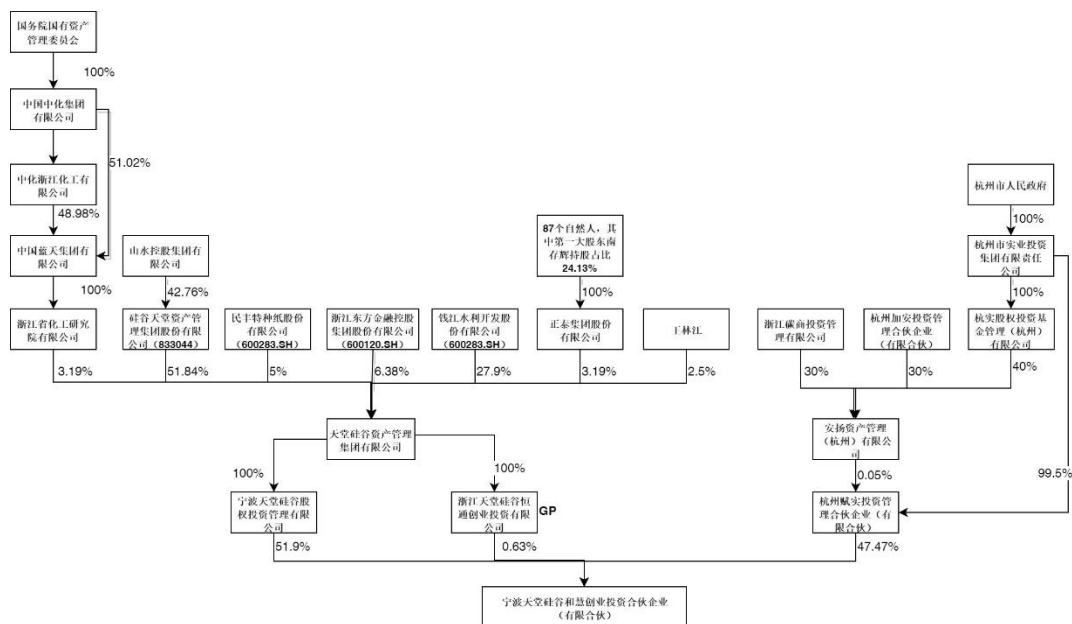 国务院国有资产
管理委员会
100%
中国中化集团
有限公司
51.02%
中化浙江化工有
限公司
杭州市人民政府
48.98%
100%
中国蓝天集团有
限公司
山水控股集团有
限公司
87个自然人，其
中第一大股东南
存辉持股占比
24.13%
杭州市实业投资
集团有限责任
公司
100%
42.76%
100%
100%
浙江省化工研究
院有限公司
硅谷天堂资产管
理集团股份有限
公司（833044）
民丰特种纸股份
有限公司
（600283.SH）
浙江东方金融控股
集团股份有限公司
（600120.SH）
钱江水利开发股
份有限公司
（600283.SH）
正泰集团股份有
限公司
王林江
浙江碳商投资管
理有限公司
杭州加安投资管
理合伙企业
（有限合伙）
杭实股权投资基
金管理（杭州）
有限公司
3.19%
51.84%
5%
6.38%
27.9%
3.19%
2.5%
30%
30%
40%
天堂硅谷资产管理
集团有限公司
安扬资产管理
（杭州）有限公
司
100%
100%
0.05%
99.5%
宁波天堂硅谷股
权投资管理有限
公司
浙江天堂硅谷恒
通创业投资有限
公司
GP
杭州赋实投资管
理合伙企业（有
限合伙）
51.9%
0.63%
47.47%
宁波天堂硅谷和慧创业投资合伙企业
（有限合伙）